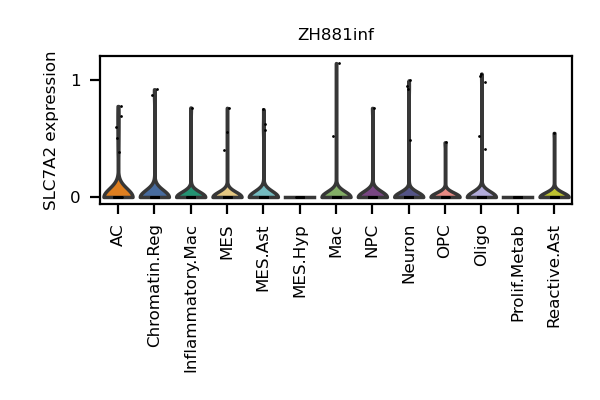 ZH881inf
SLC7A2 expression
1
0
AC
Chromatin.Reg
Inflammatory.Mac
MES
MES.Ast
MES.Hyp
Mac
NPC
Neuron
OPC
Oligo
Prolif.Metab
Reactive.Ast